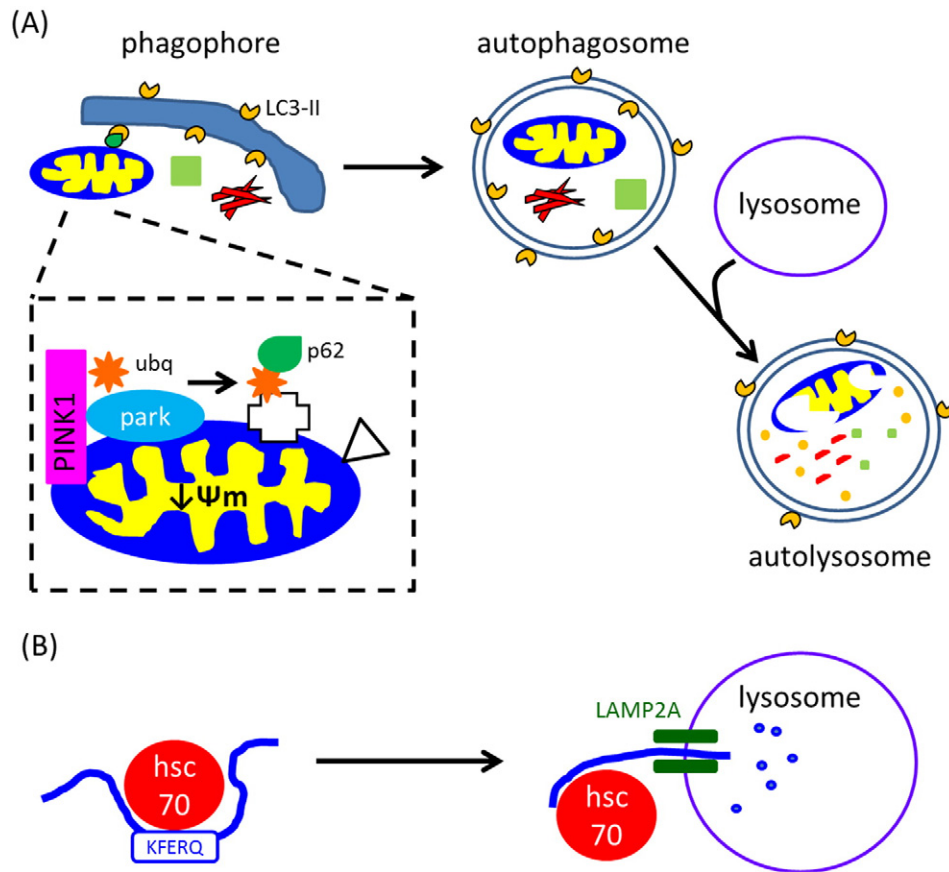 (A)
phagophore
autophagosome
LC3-II
lysosome
ubq
p62
PINK1
park
↓ Ψm
autolysosome
(B)
lysosome
LAMP2A
hsc
70
hsc
70
KFERQ